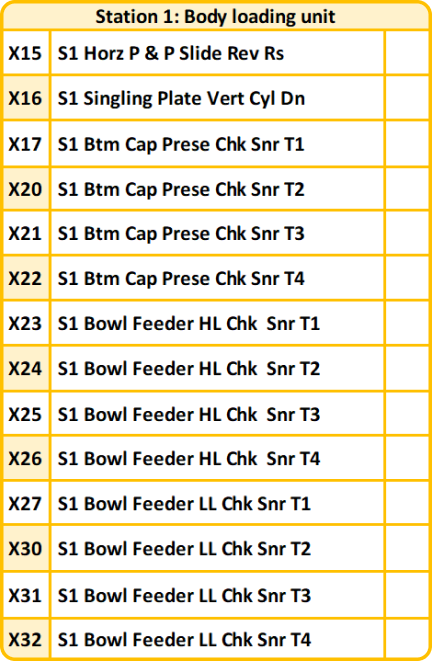 Station 1: Body loading unit
X15 S1 Horz P & P Slide Rev Rs
X16 S1 Singling Plate Vert Cyl Dn
X17 S1 Btm Cap Prese Chk Snr T1
X20 S1 Btm Cap Prese Chk Snr T2
X21 S1 Btm Cap Prese Chk Snr T3
X22 S1 Btm Cap Prese Chk Snr T4
X23 S1 Bowl Feeder HL Chk  Snr T1
X24 S1 Bowl Feeder HL Chk  Snr T2
X25 S1 Bowl Feeder HL Chk  Snr T3
X26 S1 Bowl Feeder HL Chk  Snr T4
X27 S1 Bowl Feeder LL Chk Snr T1
X30 S1 Bowl Feeder LL Chk Snr T2
X31 S1 Bowl Feeder LL Chk Snr T3
X32 S1 Bowl Feeder LL Chk Snr T4